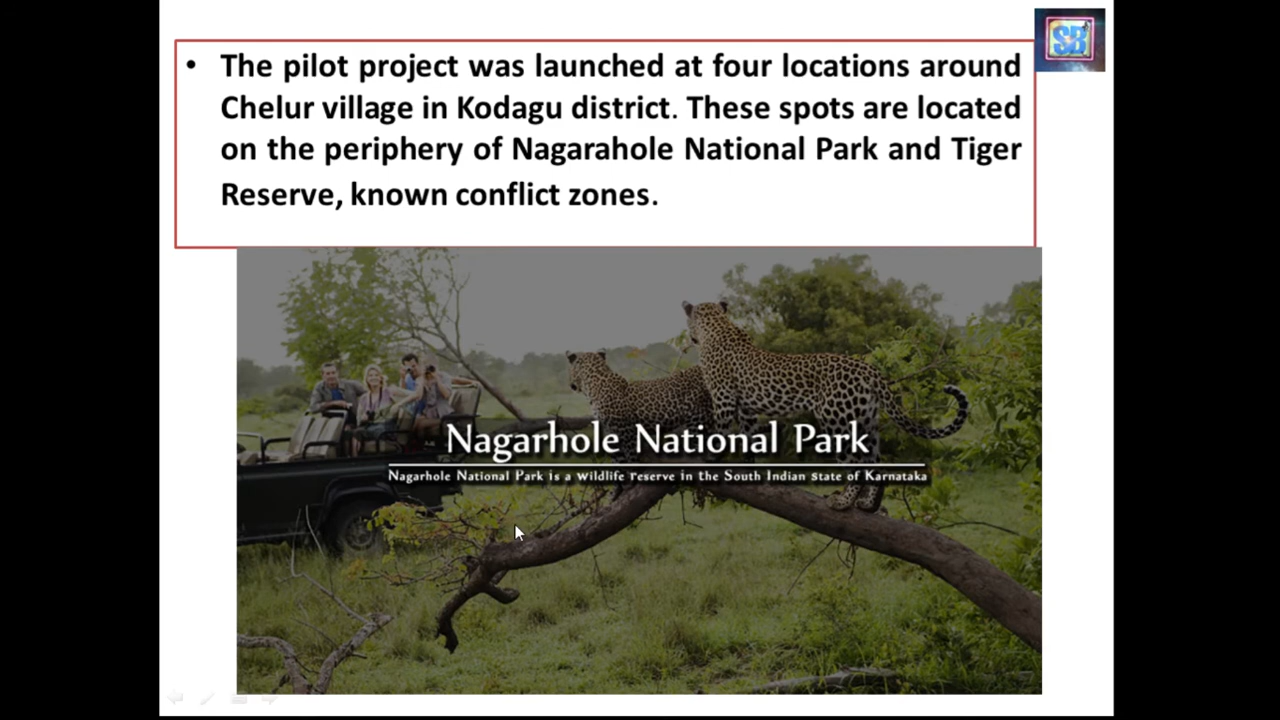 SB
• The pilot project was launched at four locations around
Chelur village in Kodagu district. These spots are located
on the periphery of Nagarahole National Park and Tiger
Reserve, known conflict zones.
Nagarhole National Park
Nagarhole National Park is a wildlife reserve in the South Indian state of Karnataka